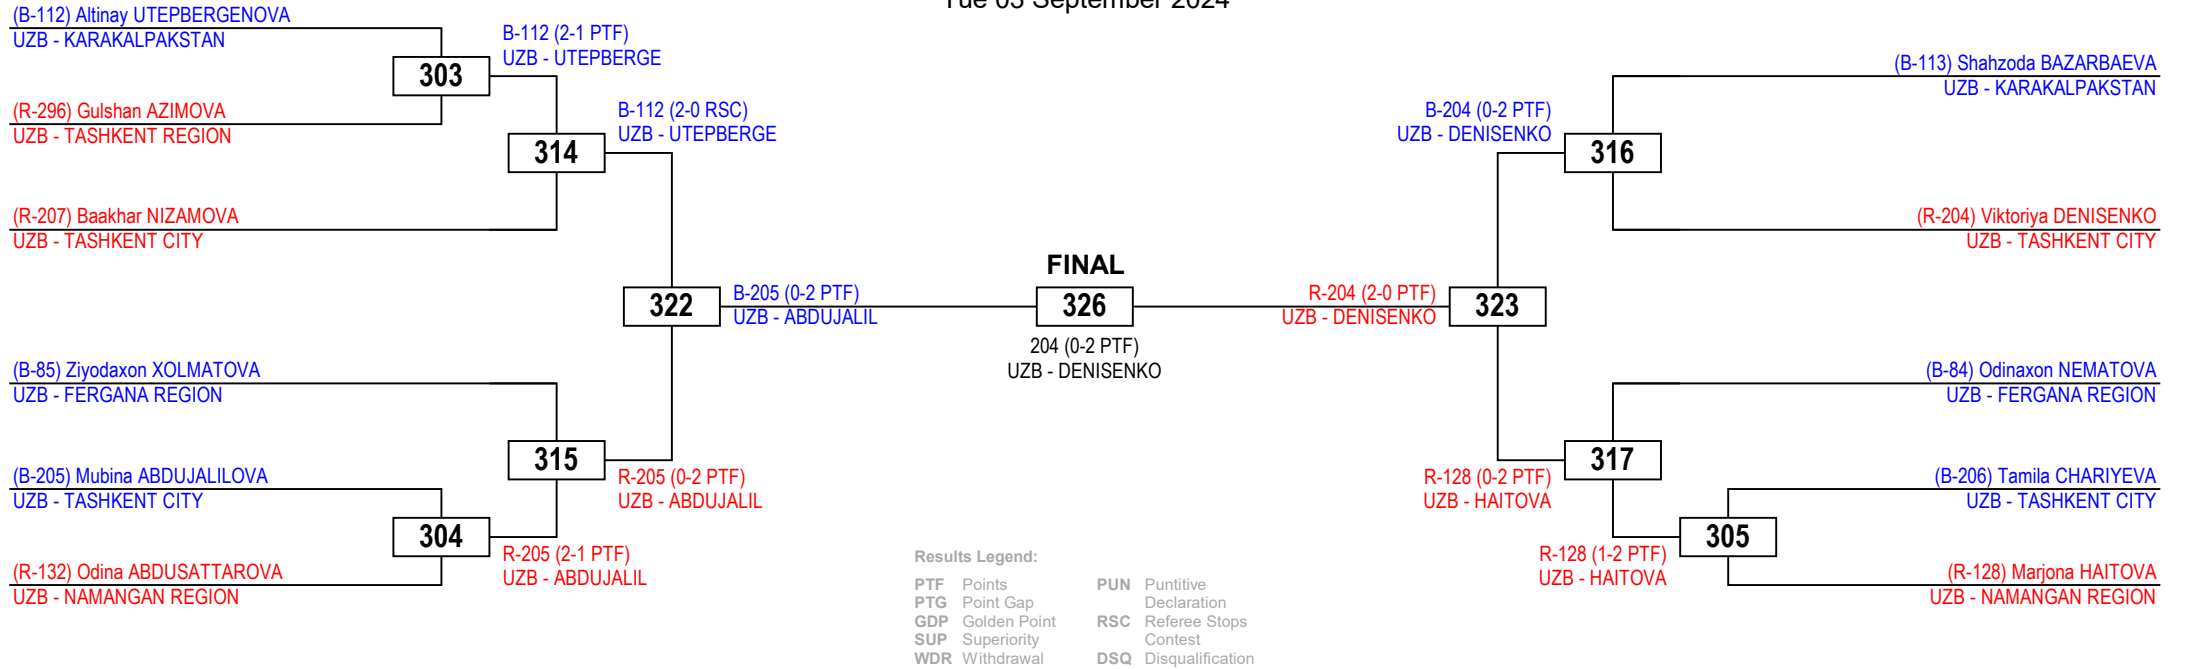 Tue 03 September 2024
(B-112) Altinay UTEPBERGENOVA
UZB - KARAKALPAKSTAN
303
(R-296) Gulshan AZIMOVA
UZB - TASHKENT REGION
B-112 (2-1 PTF)
UZB - UTEPBERGE
314
(R-207) Baakhar NIZAMOVA
UZB - TASHKENT CITY
B-112 (2-0 RSC)
UZB - UTEPBERGE
322
B-205 (0-2 PTF)
UZB - ABDUJALIL
(B-85) Ziyodaxon XOLMATOVA
UZB - FERGANA REGION
315
R-205 (0-2 PTF)
UZB - ABDUJALIL
(B-205) Mubina ABDUJALILOVA
UZB - TASHKENT CITY
304
R-205 (2-1 PTF)
UZB - ABDUJALIL
(R-132) Odina ABDUSATTAROVA
UZB - NAMANGAN REGION
FINAL
326
204 (0-2 PTF)
UZB - DENISENKO
(B-113) Shahzoda BAZARBAEVA
UZB - KARAKALPAKSTAN
B-204 (0-2 PTF)
UZB - DENISENKO
316
(R-204) Viktoriya DENISENKO
UZB - TASHKENT CITY
R-204 (2-0 PTF)
UZB - DENISENKO
323
(B-84) Odinaxon NEMATOVA
UZB - FERGANA REGION
317
R-128 (0-2 PTF)
UZB - HAITOVA
(B-206) Tamila CHARIYEVA
UZB - TASHKENT CITY
305
R-128 (1-2 PTF)
UZB - HAITOVA
(R-128) Marjona HAITOVA
UZB - NAMANGAN REGION
Results Legend:
PTF Points
PTG Point Gap
GDP Golden Point
SUP Superiority
WDR Withdrawal
PUN Puntitive
Declaration
RSC Referee Stops
Contest
DSQ Disqualification